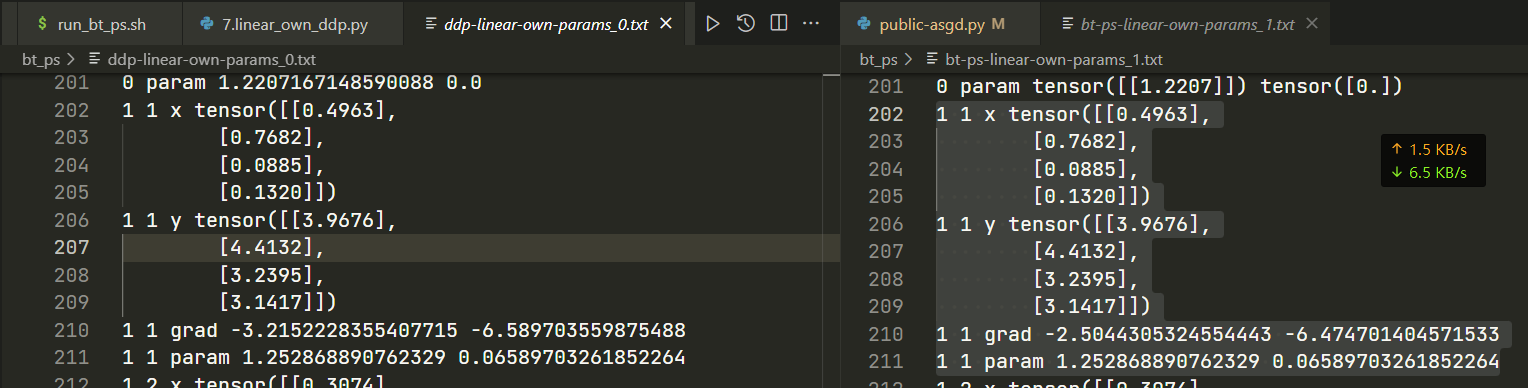 $ run_bt_ps.sh
7.linear_own_ddp.py
ddp-linear-own-params_0.txt
bt_ps > ddp-linear-own-params_0.txt
201 0 param 1.2207167148590088 0.0
202 1 1 x tensor([[0.4963],
203 [0.7682],
204 [0.0885],
205 [0.1320]])
206 1 1 y tensor([[3.9676],
207 [4.4132],
208 [3.2395],
209 [3.1417]])
210 1 1 grad -3.2152228355407715 -6.589703559875488
211 1 1 param 1.252868890762329 0.06589703261852264
1 2 x tensor([[0.3074],
public-asgd.py M
bt-ps-linear-own-params_1.txt
bt_ps > bt-ps-linear-own-params_1.txt
201 0 param tensor([[1.2207]]) tensor([0.])
202 1 1 x tensor([[0.4963],
203 [0.7682],
204 [0.0885],
205 [0.1320]])
206 1 1 y tensor([[3.9676],
207 [4.4132],
208 [3.2395],
209 [3.1417]])
210 1 1 grad -2.5044305324554443 -6.474701404571533
211 1 1 param 1.252868890762329 0.06589703261852264
212 1 2 x tensor([[0.3074],
↑ 1.5 KB/s
↓ 6.5 KB/s